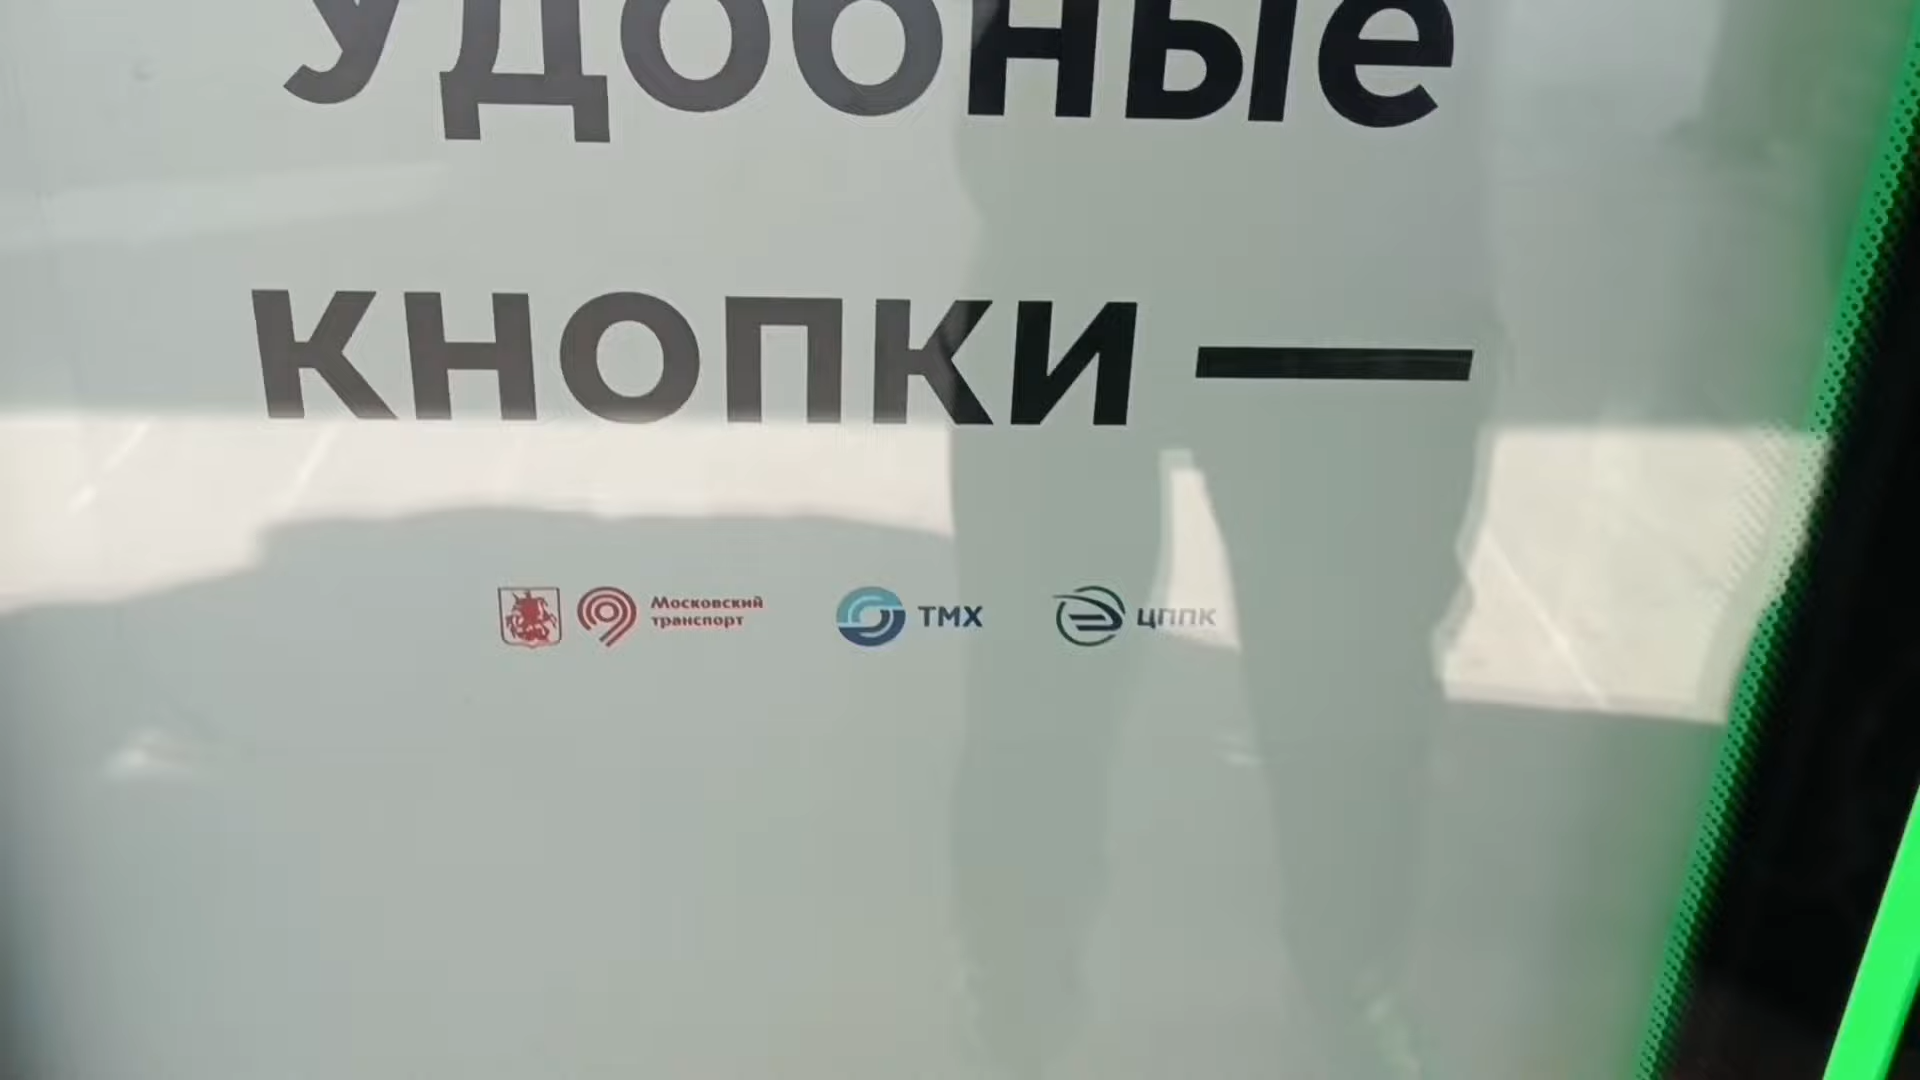 удобные
кнопки —
Московский
транспорт
ТМХ
ЦППК